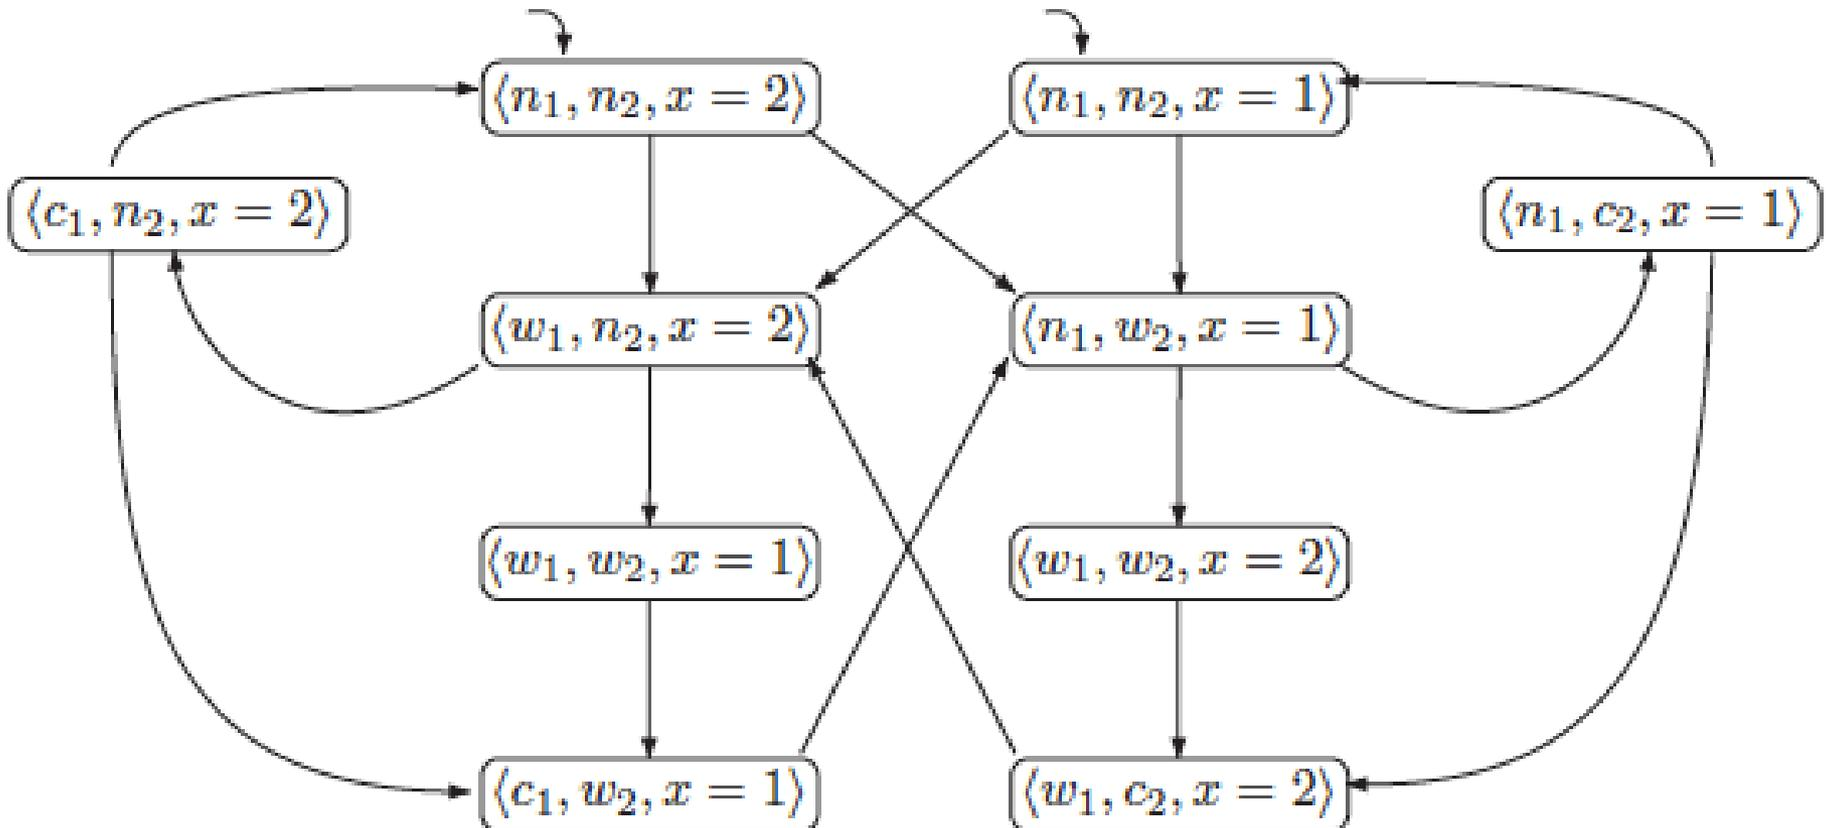 ⟨n₁, n₂, x = 2⟩ ⟨n₁, n₂, x = 1⟩
⟨c₁, n₂, x = 2⟩ ⟨n₁, c₂, x = 1⟩
⟨w₁, n₂, x = 2⟩ ⟨n₁, w₂, x = 1⟩
⟨w₁, w₂, x = 1⟩ ⟨w₁, w₂, x = 2⟩
⟨c₁, w₂, x = 1⟩ ⟨w₁, c₂, x = 2⟩